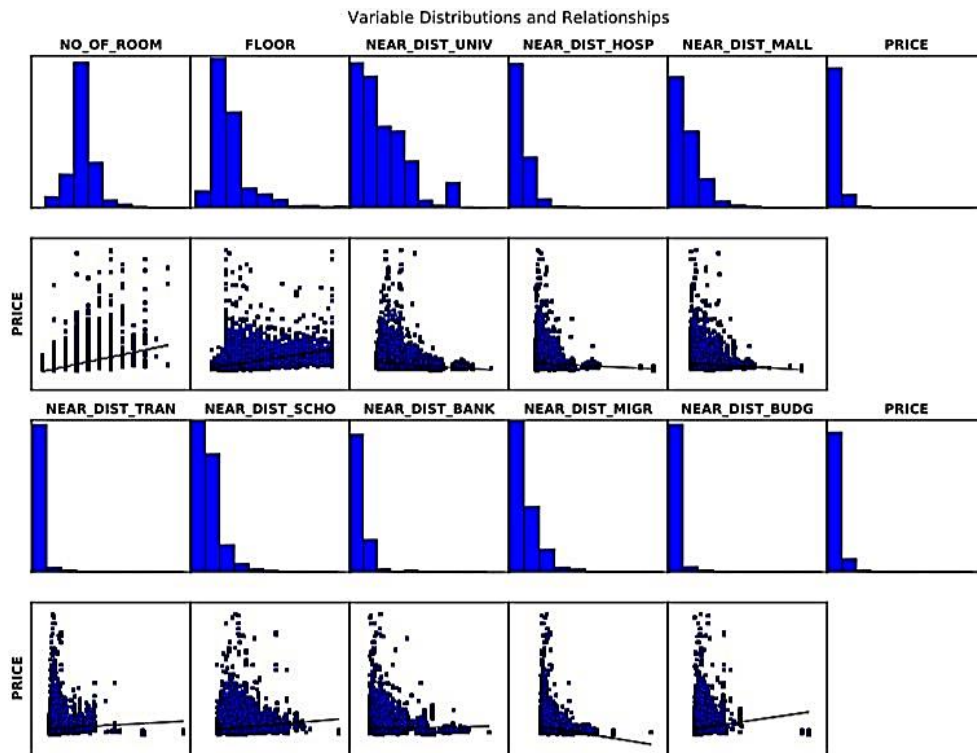 Variable Distributions and Relationships
NO_OF_ROOM FLOOR NEAR_DIST_UNIV NEAR_DIST_HOSP NEAR_DIST_MALL PRICE
PRICE
NEAR_DIST_TRAN NEAR_DIST_SCHO NEAR_DIST_BANK NEAR_DIST_MIGR NEAR_DIST_BUDG PRICE
PRICE